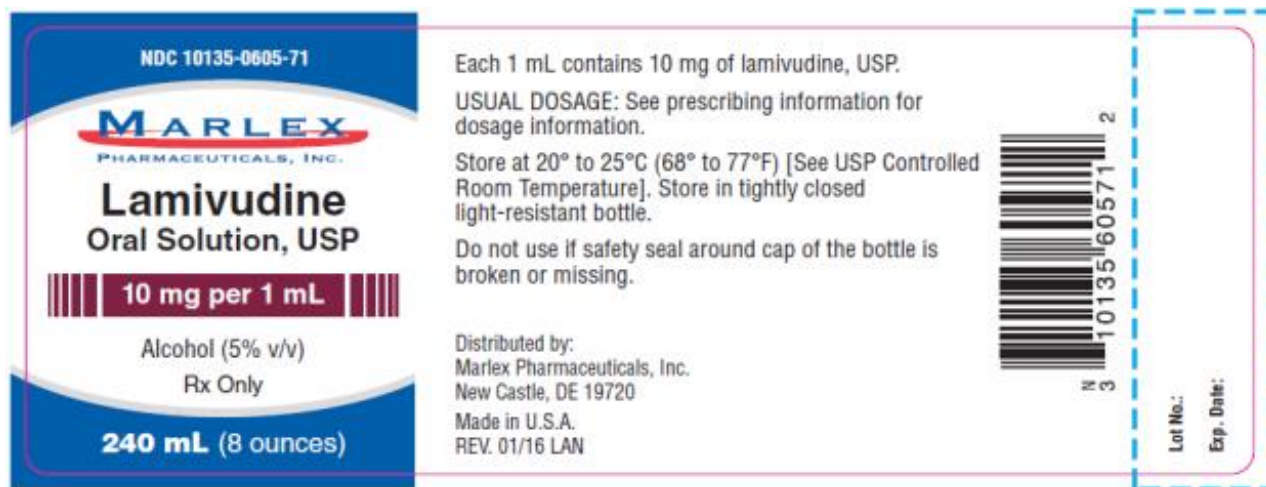 NDC 10135-0605-71
MARLEX
PHARMACEUTICALS, INC.
Lamivudine
Oral Solution, USP
10 mg per 1 mL
Alcohol (5% v/v)
Rx Only
240 mL (8 ounces)
Each 1 mL contains 10 mg of lamivudine, USP.
USUAL DOSAGE: See prescribing information for
dosage information.
Store at 20° to 25°C (68° to 77°F) [See USP Controlled
Room Temperature]. Store in tightly closed
light-resistant bottle.
Do not use if safety seal around cap of the bottle is
broken or missing.
Distributed by:
Marlex Pharmaceuticals, Inc.
New Castle, DE 19720
Made in U.S.A.
REV. 01/16 LAN
N
3 10135 60571 2
Lot No.:
Exp. Date: